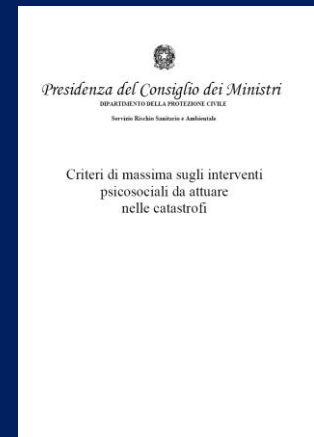 Presidenza del Consiglio dei Ministri
DIPARTIMENTO DELLA PROTEZIONE CIVILE
Servizio Rischio Sanitario e Ambientale
Criteri di massima sugli interventi
psicosociali da attuare
nelle catastrofi